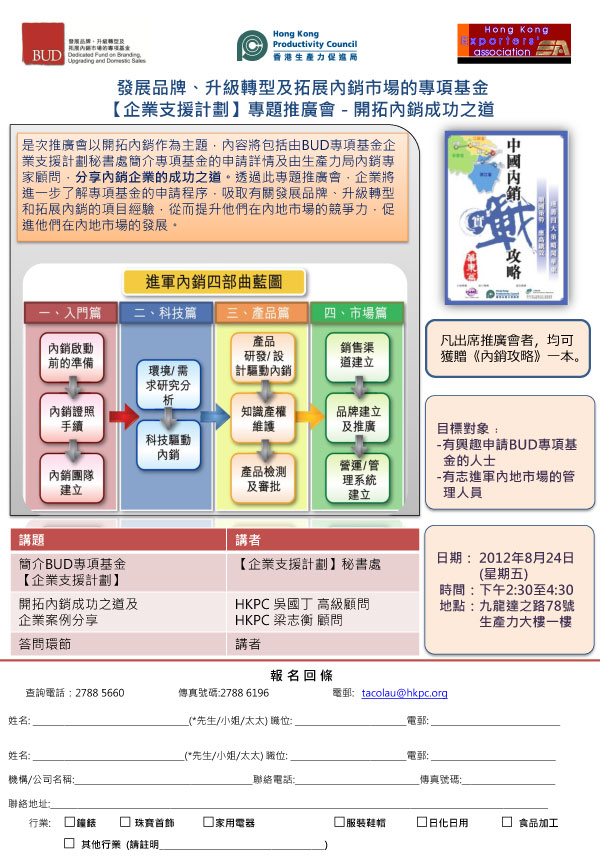 BUD
發展品牌、升級轉型及
拓展內銷市場的專項基金
Dedicated Fund on Branding,
Upgrading and Domestic Sales
Hong Kong
Productivity Council
香港生產力促進局
Hong Kong
Exporters'
association
發展品牌、升級轉型及拓展內銷市場的專項基金
【企業支援計劃】專題推廣會 - 開拓內銷成功之道
是次推廣會以開拓內銷作為主題，內容將包括由BUD專項基金企
業支援計劃秘書處簡介專項基金的申請詳情及由生產力局內銷專
家顧問，分享內銷企業的成功之道。透過此專題推廣會，企業將
進一步了解專項基金的申請程序，吸取有關發展品牌、升級轉型
和拓展內銷的項目經驗，從而提升他們在內地市場的競爭力，促
進他們在內地市場的發展。
中國內銷
實戰
攻略
華東篇
進軍內銷四部曲藍圖
一、入門篇
內銷啟動
前的準備
內銷證照
手續
內銷團隊
建立
二、科技篇
環境/需
求研究分
析
科技驅動
內銷
三、產品篇
產品
研發/設
計驅動內銷
知識產權
維護
產品檢測
及審批
四、市場篇
銷售渠
道建立
品牌建立
及推廣
營運/管
理系統
建立
凡出席推廣會者，均可
獲贈《內銷攻略》一本。
目標對象：
-有興趣申請BUD專項基
金的人士
-有志進軍內地市場的管
理人員
講題 講者
簡介BUD專項基金 【企業支援計劃】秘書處
【企業支援計劃】
開拓內銷成功之道及 HKPC 吳國丁 高級顧問
企業案例分享 HKPC 梁志衡 顧問
答問環節 講者
日期： 2012年8月24日
(星期五)
時間：下午2:30至4:30
地點：九龍達之路78號
生產力大樓一樓
報名回條
查詢電話：2788 5660 傳真號碼:2788 6196 電郵: tacolau@hkpc.org
姓名: ____________(*先生/小姐/太太) 職位: ____________電郵: ____________
姓名: ____________(*先生/小姐/太太) 職位: ____________電郵: ____________
機構/公司名稱:____________聯絡電話:____________傳真號碼:____________
聯絡地址:____________
行業: □鐘錶 □ 珠寶首飾 □家用電器 □服裝鞋帽 □日化日用 □ 食品加工
□ 其他行業 (請註明____________)